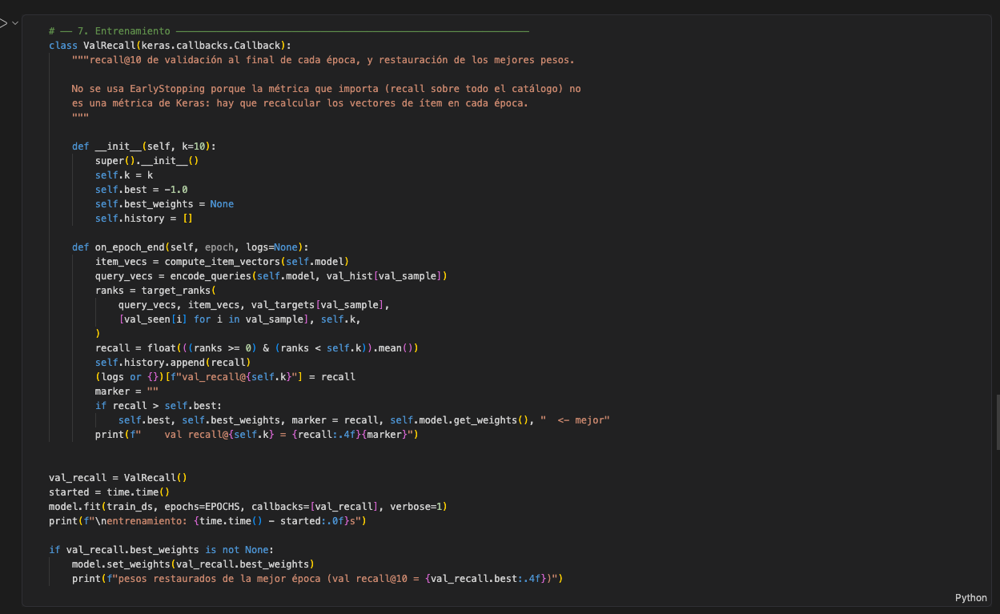 # —— 7. Entrenamiento ——————————————————————————————
class ValRecall(keras.callbacks.Callback):
    """recall@10 de validación al final de cada época, y restauración de los mejores pesos.

    No se usa EarlyStopping porque la métrica que importa (recall sobre todo el catálogo) no
    es una métrica de Keras: hay que recalcular los vectores de ítem en cada época.
    """

    def __init__(self, k=10):
        super().__init__()
        self.k = k
        self.best = -1.0
        self.best_weights = None
        self.history = []

    def on_epoch_end(self, epoch, logs=None):
        item_vecs = compute_item_vectors(self.model)
        query_vecs = encode_queries(self.model, val_hist[val_sample])
        ranks = target_ranks(
            query_vecs, item_vecs, val_targets[val_sample],
            [val_seen[i] for i in val_sample], self.k,
        )
        recall = float(((ranks >= 0) & (ranks < self.k)).mean())
        self.history.append(recall)
        (logs or {})[f"val_recall@{self.k}"] = recall
        marker = ""
        if recall > self.best:
            self.best, self.best_weights, marker = recall, self.model.get_weights(), "  <- mejor"
        print(f"    val recall@{self.k} = {recall:.4f}{marker}")


val_recall = ValRecall()
started = time.time()
model.fit(train_ds, epochs=EPOCHS, callbacks=[val_recall], verbose=1)
print(f"\nentrenamiento: {time.time() - started:.0f}s")

if val_recall.best_weights is not None:
    model.set_weights(val_recall.best_weights)
    print(f"pesos restaurados de la mejor época (val recall@10 = {val_recall.best:.4f})")
Python